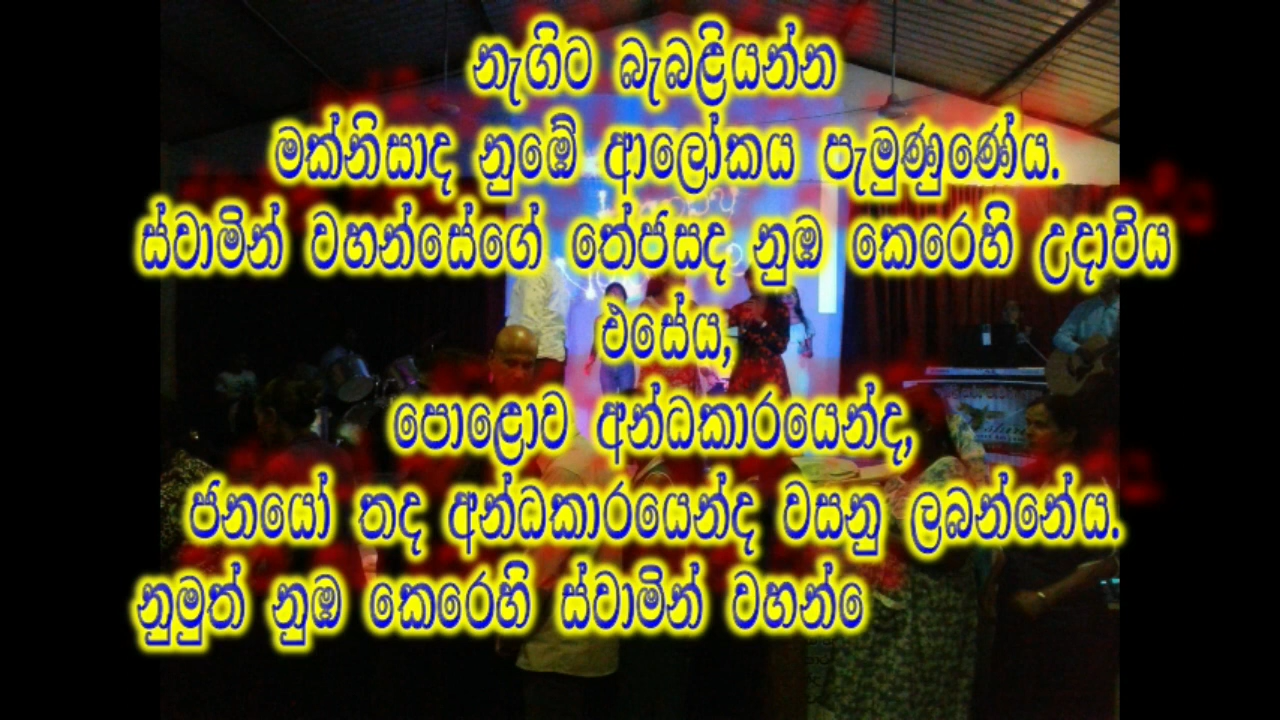 නැගිට බැබළියන්න
මක්නිසාද නුඹේ ආලෝකය පැමුණුණේය.
ස්වාමින් වහන්සේගේ තේජසද නුඹ කෙරෙහි උදාවිය
එසේය,
පොළොව අන්ධකාරයෙන්ද,
ජනයෝ තද අන්ධකාරයෙන්ද වසනු ලබන්නේය.
නුමුත් නුඹ කෙරෙහි ස්වාමින් වහන්ෙ